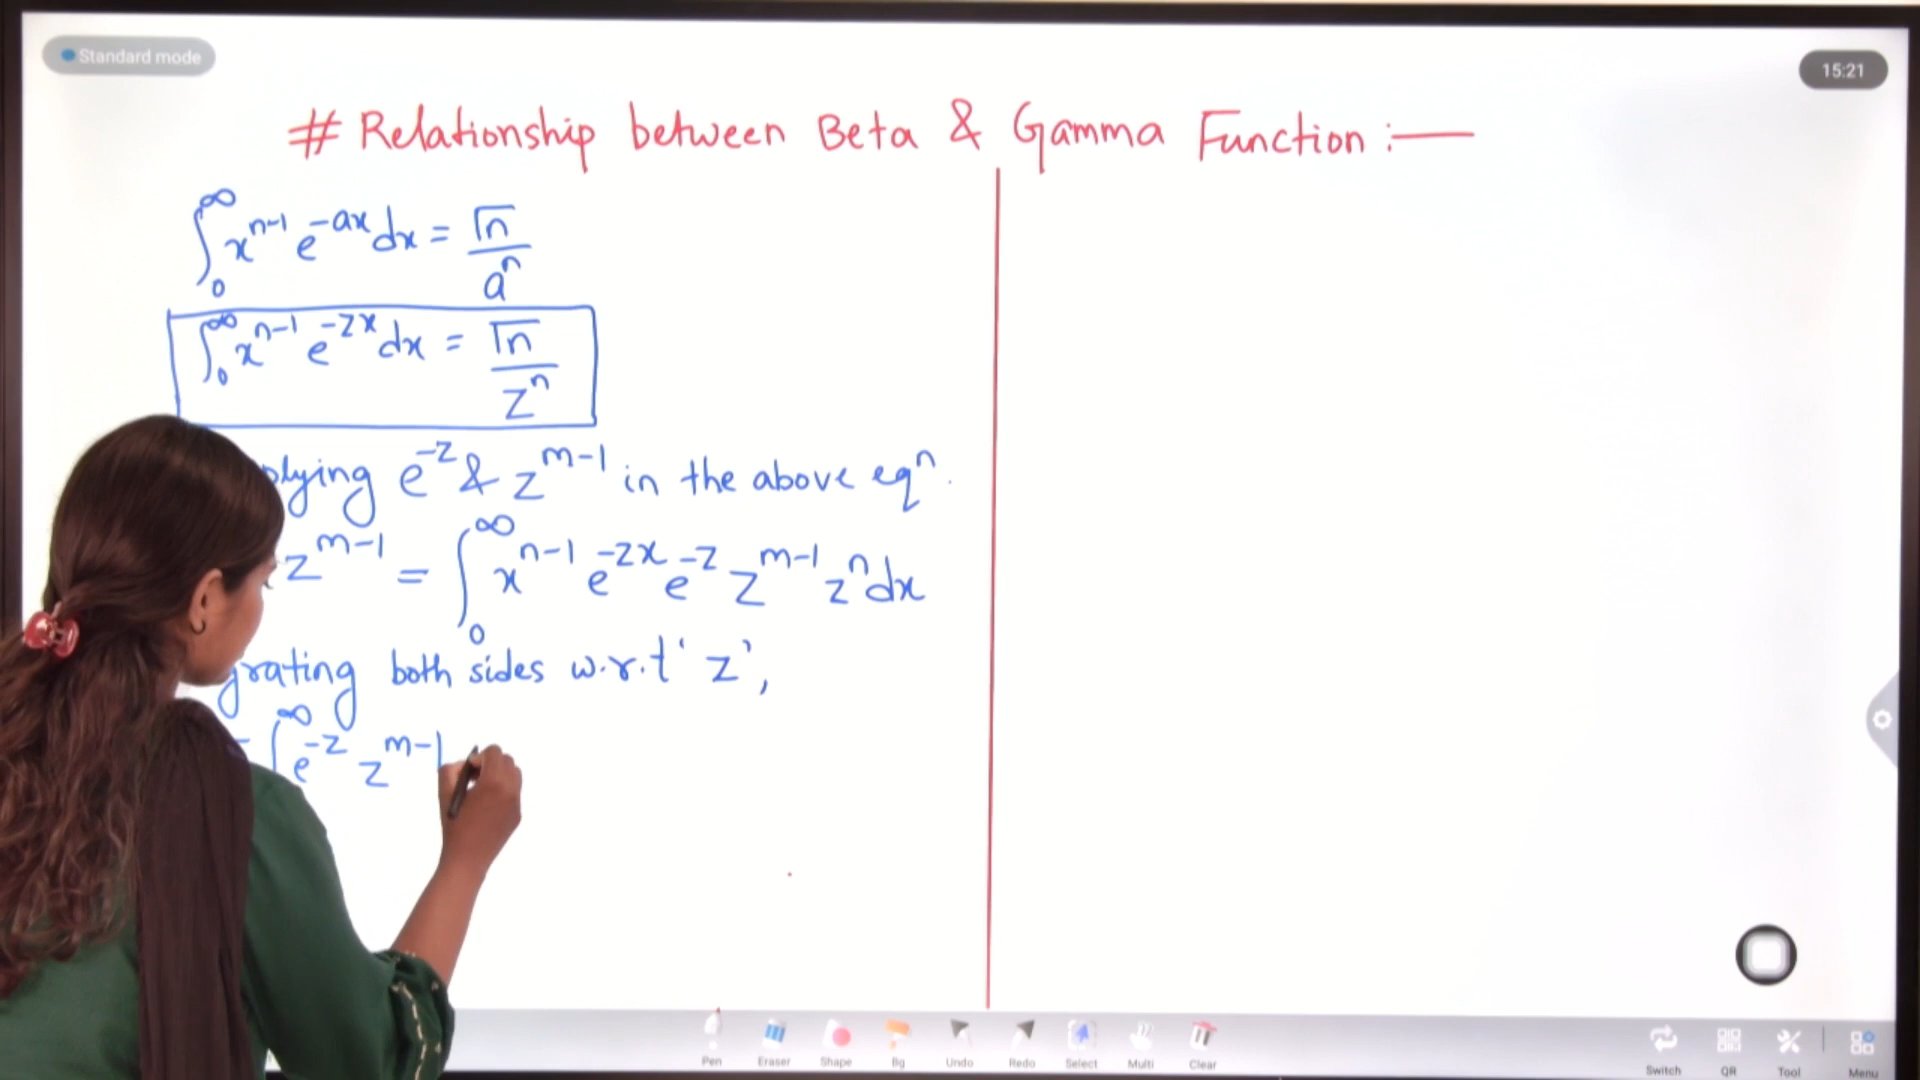 Standard mode
15:21
# Relationship between Beta & Gamma Function :—
∫₀^∞ x^{n-1} e^{-ax} dx = √n / a^n
∫₀^∞ x^{n-1} e^{-zx} dx = √n / z^n
plying e^{-z} & z^{m-1} in the above eqⁿ.
z^{m-1} = ∫₀^∞ x^{n-1} e^{-zx} e^{-z} z^{m-1} z^n dx
grating both sides w.r.t 'z',
∫^∞ e^{-z} z^{m-1}
Pen Eraser Shape Bg Undo Redo Select Multi Clear
Switch QR Tool Menu